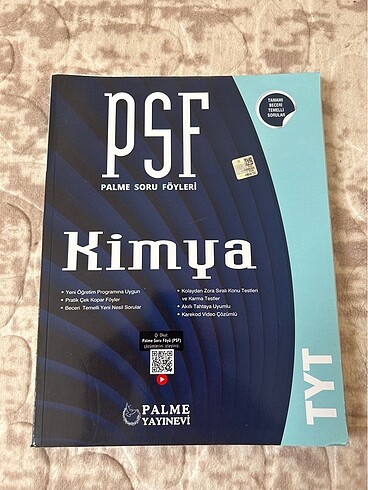 PSF
PALME SORU FÖYLERİ
TAMAMI
BECERİ
TEMELLİ
SORULAR
Kimya
• Yeni Öğretim Programına Uygun
• Pratik Çek Kopar Föyler
• Beceri Temelli Yeni Nesil Sorular
• Kolaydan Zora Sıralı Konu Testleri
ve Karma Testler
• Akıllı Tahtaya Uyumlu
• Karekod Video Çözümlü
Palme Soru Föyü (PSF)
TYT
PALME
YAYINEVİ